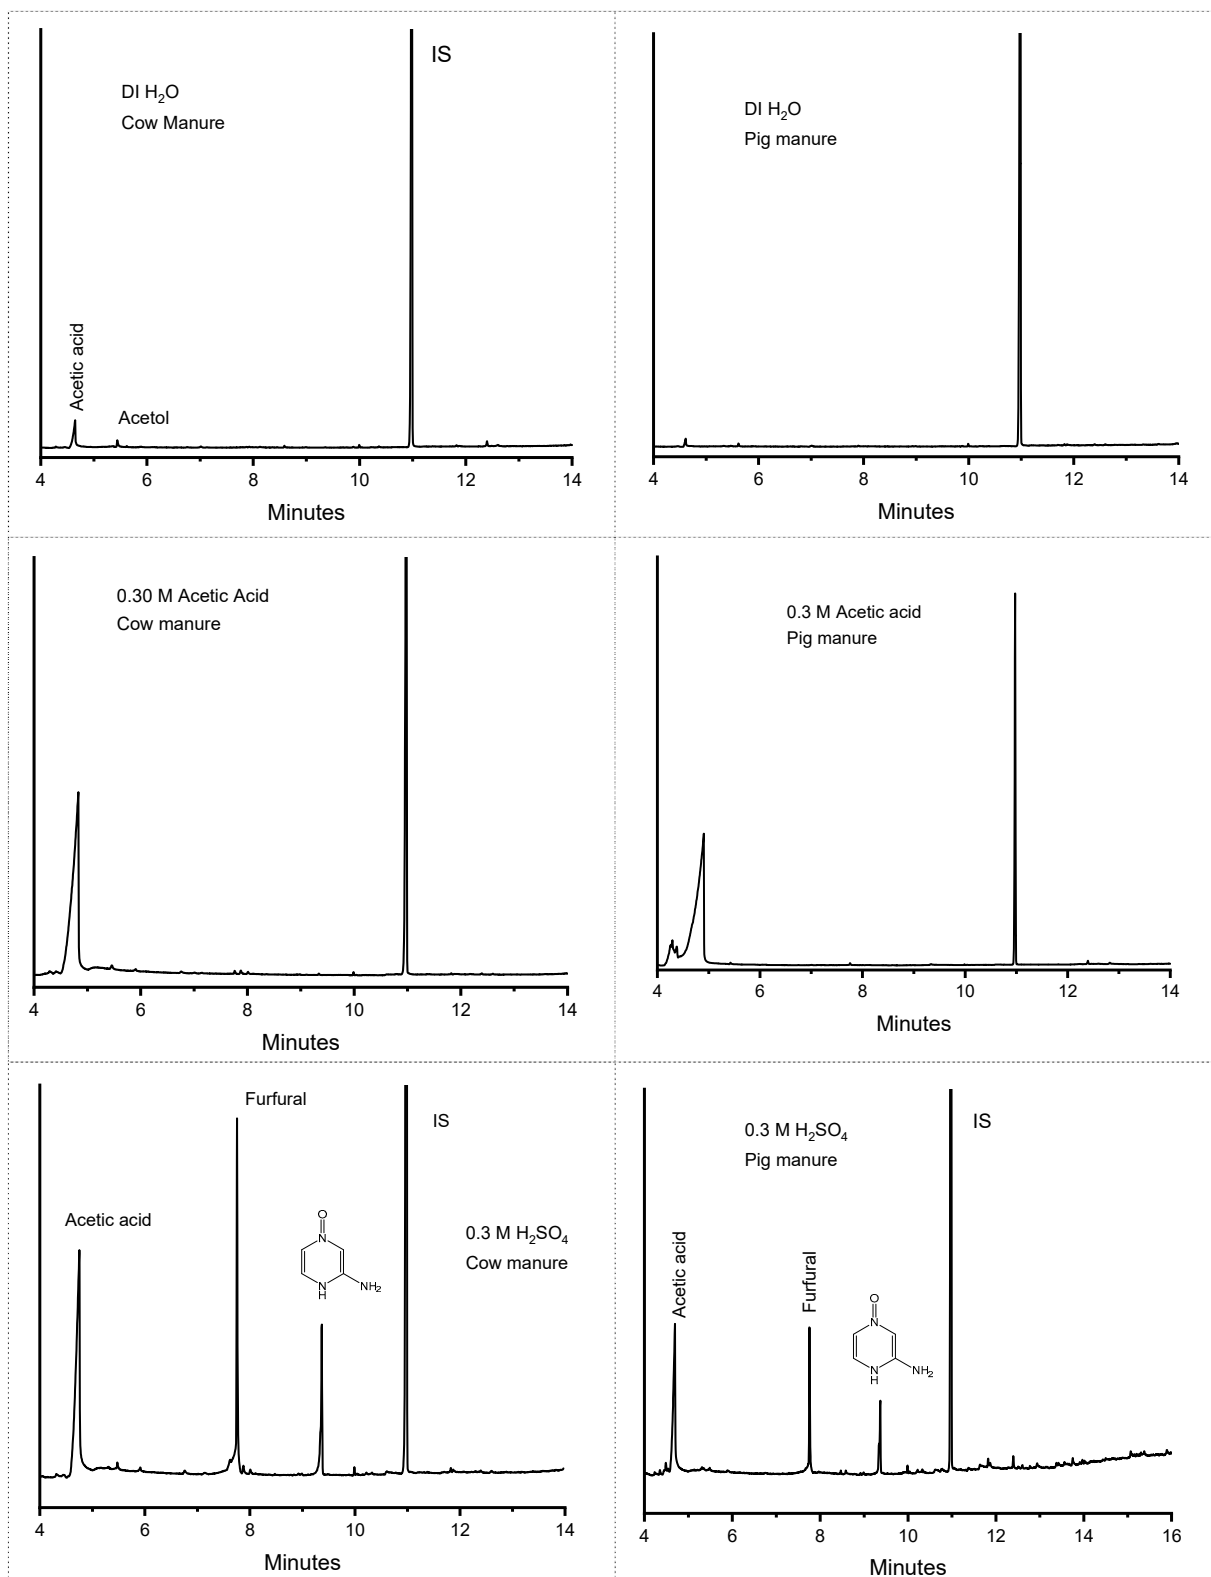 IS
DI H₂O
Cow Manure
Acetic acid
Acetol
4 6 8 10 12 14
Minutes
DI H₂O
Pig manure
4 6 8 10 12 14
Minutes
0.30 M Acetic Acid
Cow manure
4 6 8 10 12 14
Minutes
0.3 M Acetic acid
Pig manure
4 6 8 10 12 14
Minutes
Furfural
IS
Acetic acid
O
N
N
H
NH₂
0.3 M H₂SO₄
Cow manure
4 6 8 10 12 14
Minutes
IS
0.3 M H₂SO₄
Pig manure
Acetic acid
Furfural
O
N
N
H
NH₂
4 6 8 10 12 14 16
Minutes